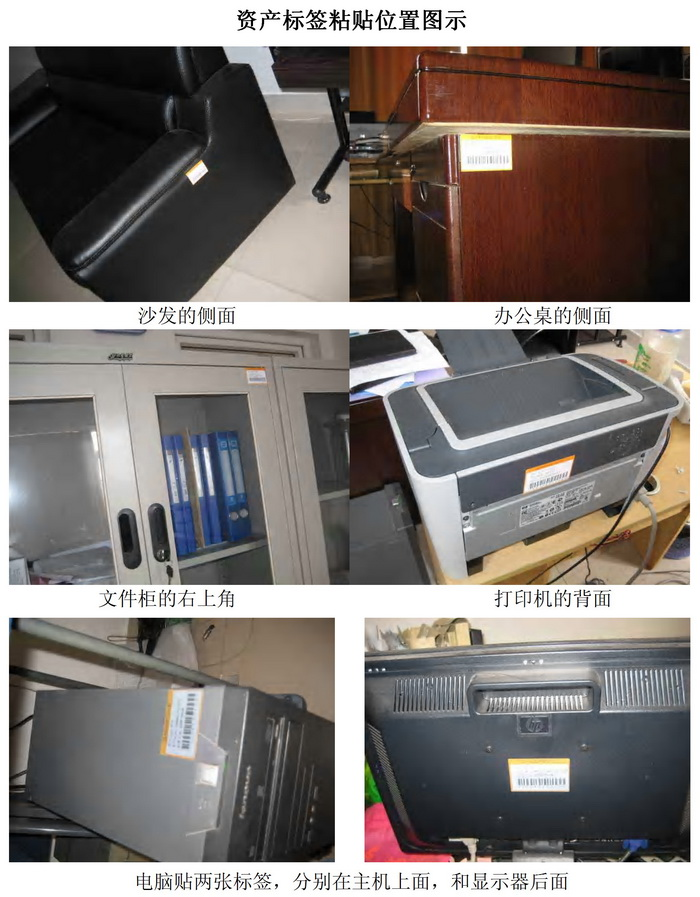 资产标签粘贴位置图示
沙发的侧面
办公桌的侧面
文件柜的右上角
打印机的背面
lenovo
hp
电脑贴两张标签，分别在主机上面，和显示器后面